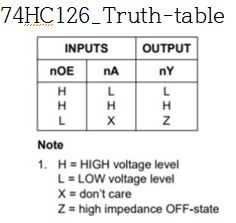 74HC126_Truth-table
INPUTS OUTPUT
nOE nA nY
H L L
H H H
L X Z
Note
1. H = HIGH voltage level
L = LOW voltage level
X = don't care
Z = high impedance OFF-state